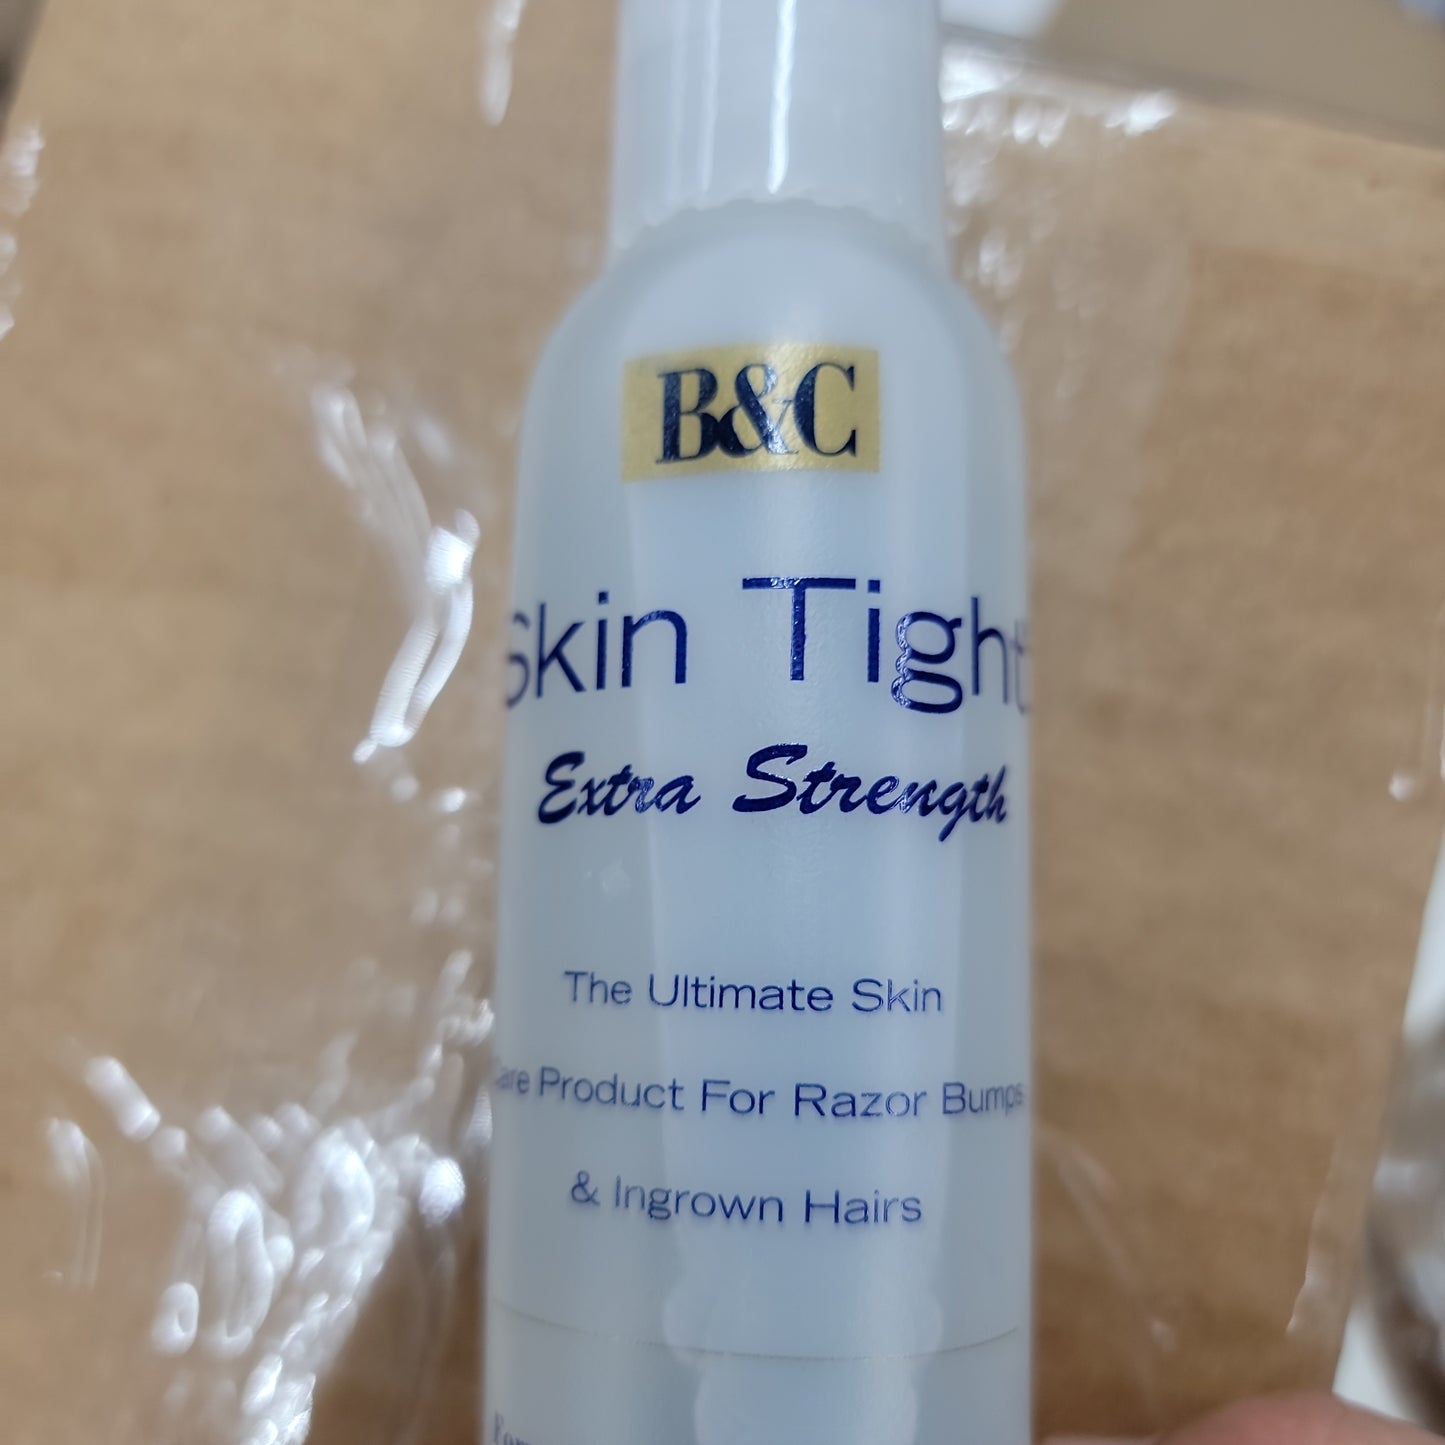 B&C
Skin Tight
Extra Strength
The Ultimate Skin
Care Product For Razor Bumps
& Ingrown Hairs